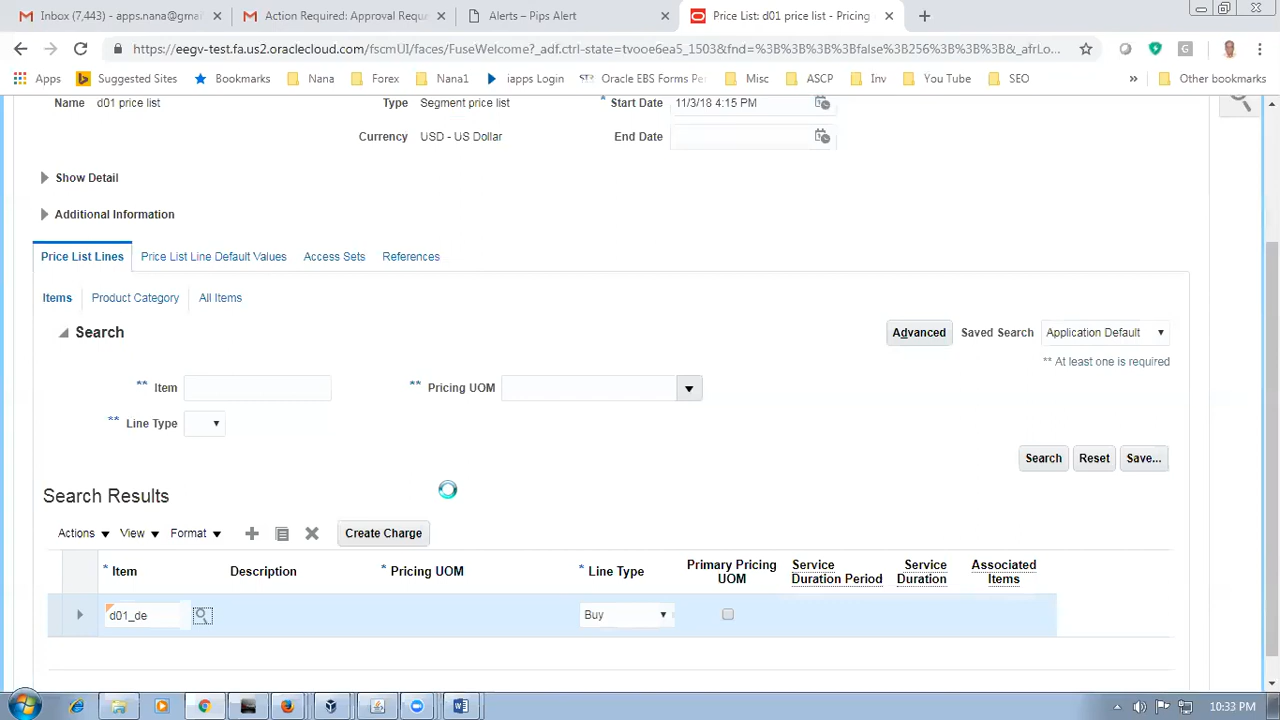 Inbox (7,443) - apps.nana@gmai
Action Required: Approval Requ
Alerts – Pips Alert
Price List: d01 price list - Pricing
https://eegv-test.fa.us2.oraclecloud.com/fscmUI/faces/FuseWelcome?_adf.ctrl-state=tvooe6ea5_1503&fnd=%3B%3B%3B%3Bfalse%3B256%3B%3B%3B&_afrLo...
Apps Suggested Sites Bookmarks Nana Forex Nana1 iapps Login Oracle EBS Forms Pe Misc ASCP Inv You Tube SEO » Other bookmarks
Name d01 price list Type Segment price list * Start Date 11/3/18 4:15 PM
Currency USD - US Dollar End Date
Show Detail
Additional Information
Price List Lines Price List Line Default Values Access Sets References
Items Product Category All Items
Search Advanced Saved Search Application Default
** At least one is required
** Item ** Pricing UOM
** Line Type
Search Reset Save...
Search Results
Actions View Format Create Charge
* Item Description * Pricing UOM * Line Type Primary Pricing UOM Service Duration Period Service Duration Associated Items
d01_de Buy
10:33 PM